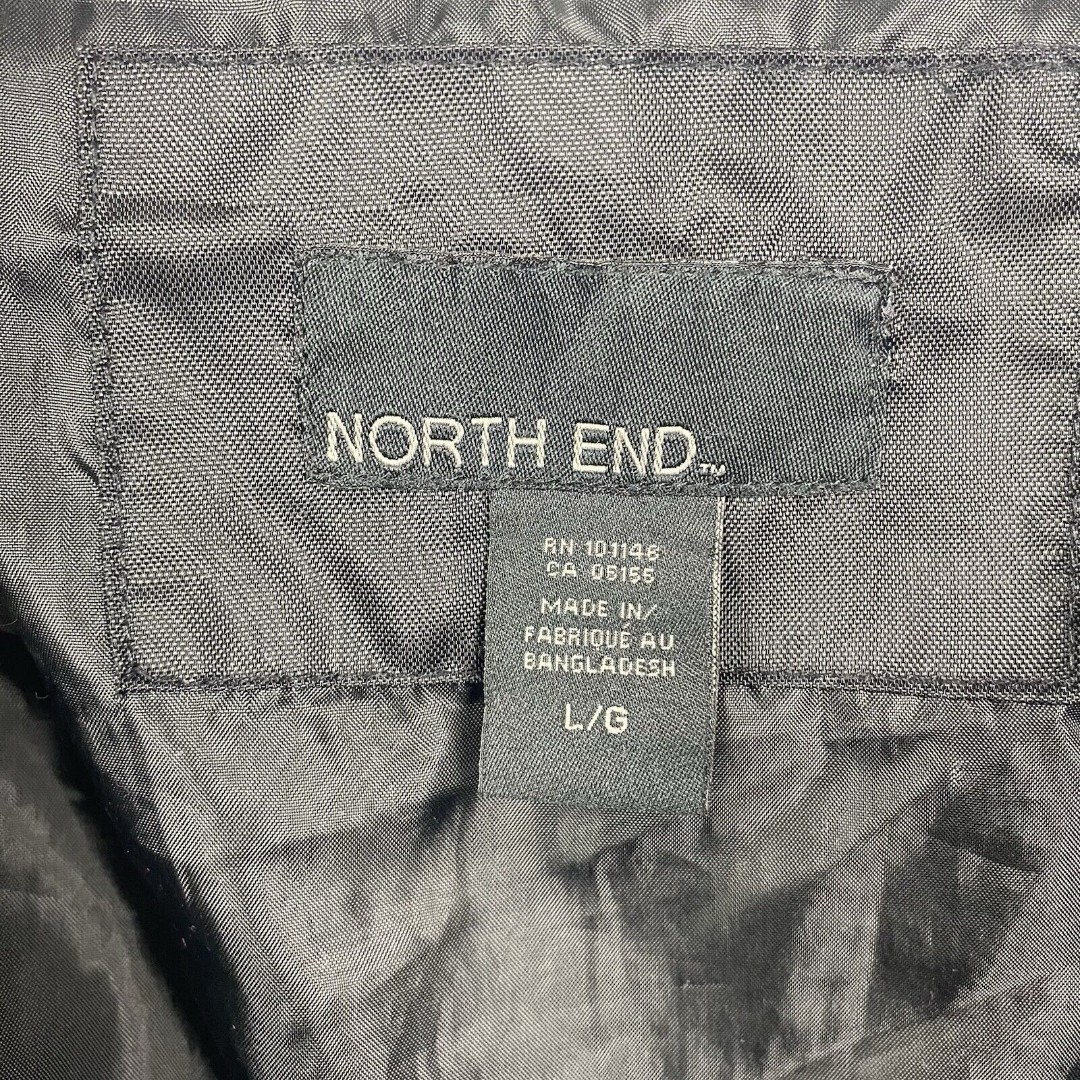 NORTH END™
RN 101146
CA 05155
MADE IN/
FABRIQUÉ AU
BANGLADESH
L/G